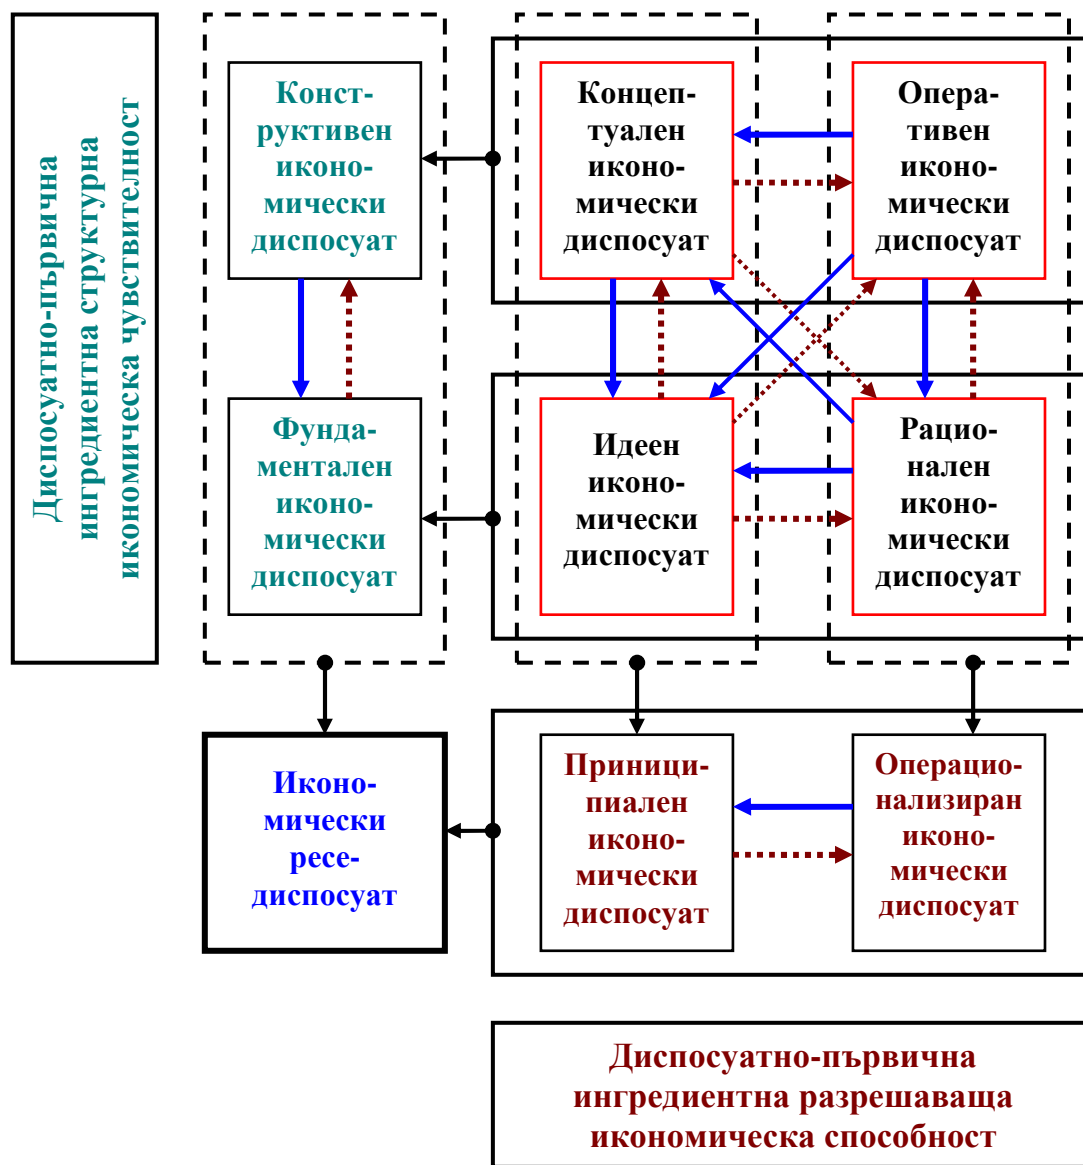 Диспосуатно-първична
ингредиентна структурна
икономическа чувствителност
Конст-
руктивен
иконо-
мически
диспосуат
Концеп-
туален
иконо-
мически
диспосуат
Опера-
тивен
иконо-
мически
диспосуат
Фунда-
ментален
иконо-
мически
диспосуат
Идеен
иконо-
мически
диспосуат
Рацио-
нален
иконо-
мически
диспосуат
Иконо-
мически
ресе-
диспосуат
Приници-
пиален
иконо-
мически
диспосуат
Операцио-
нализиран
иконо-
мически
диспосуат
Диспосуатно-първична
ингредиентна разрешаваща
икономическа способност